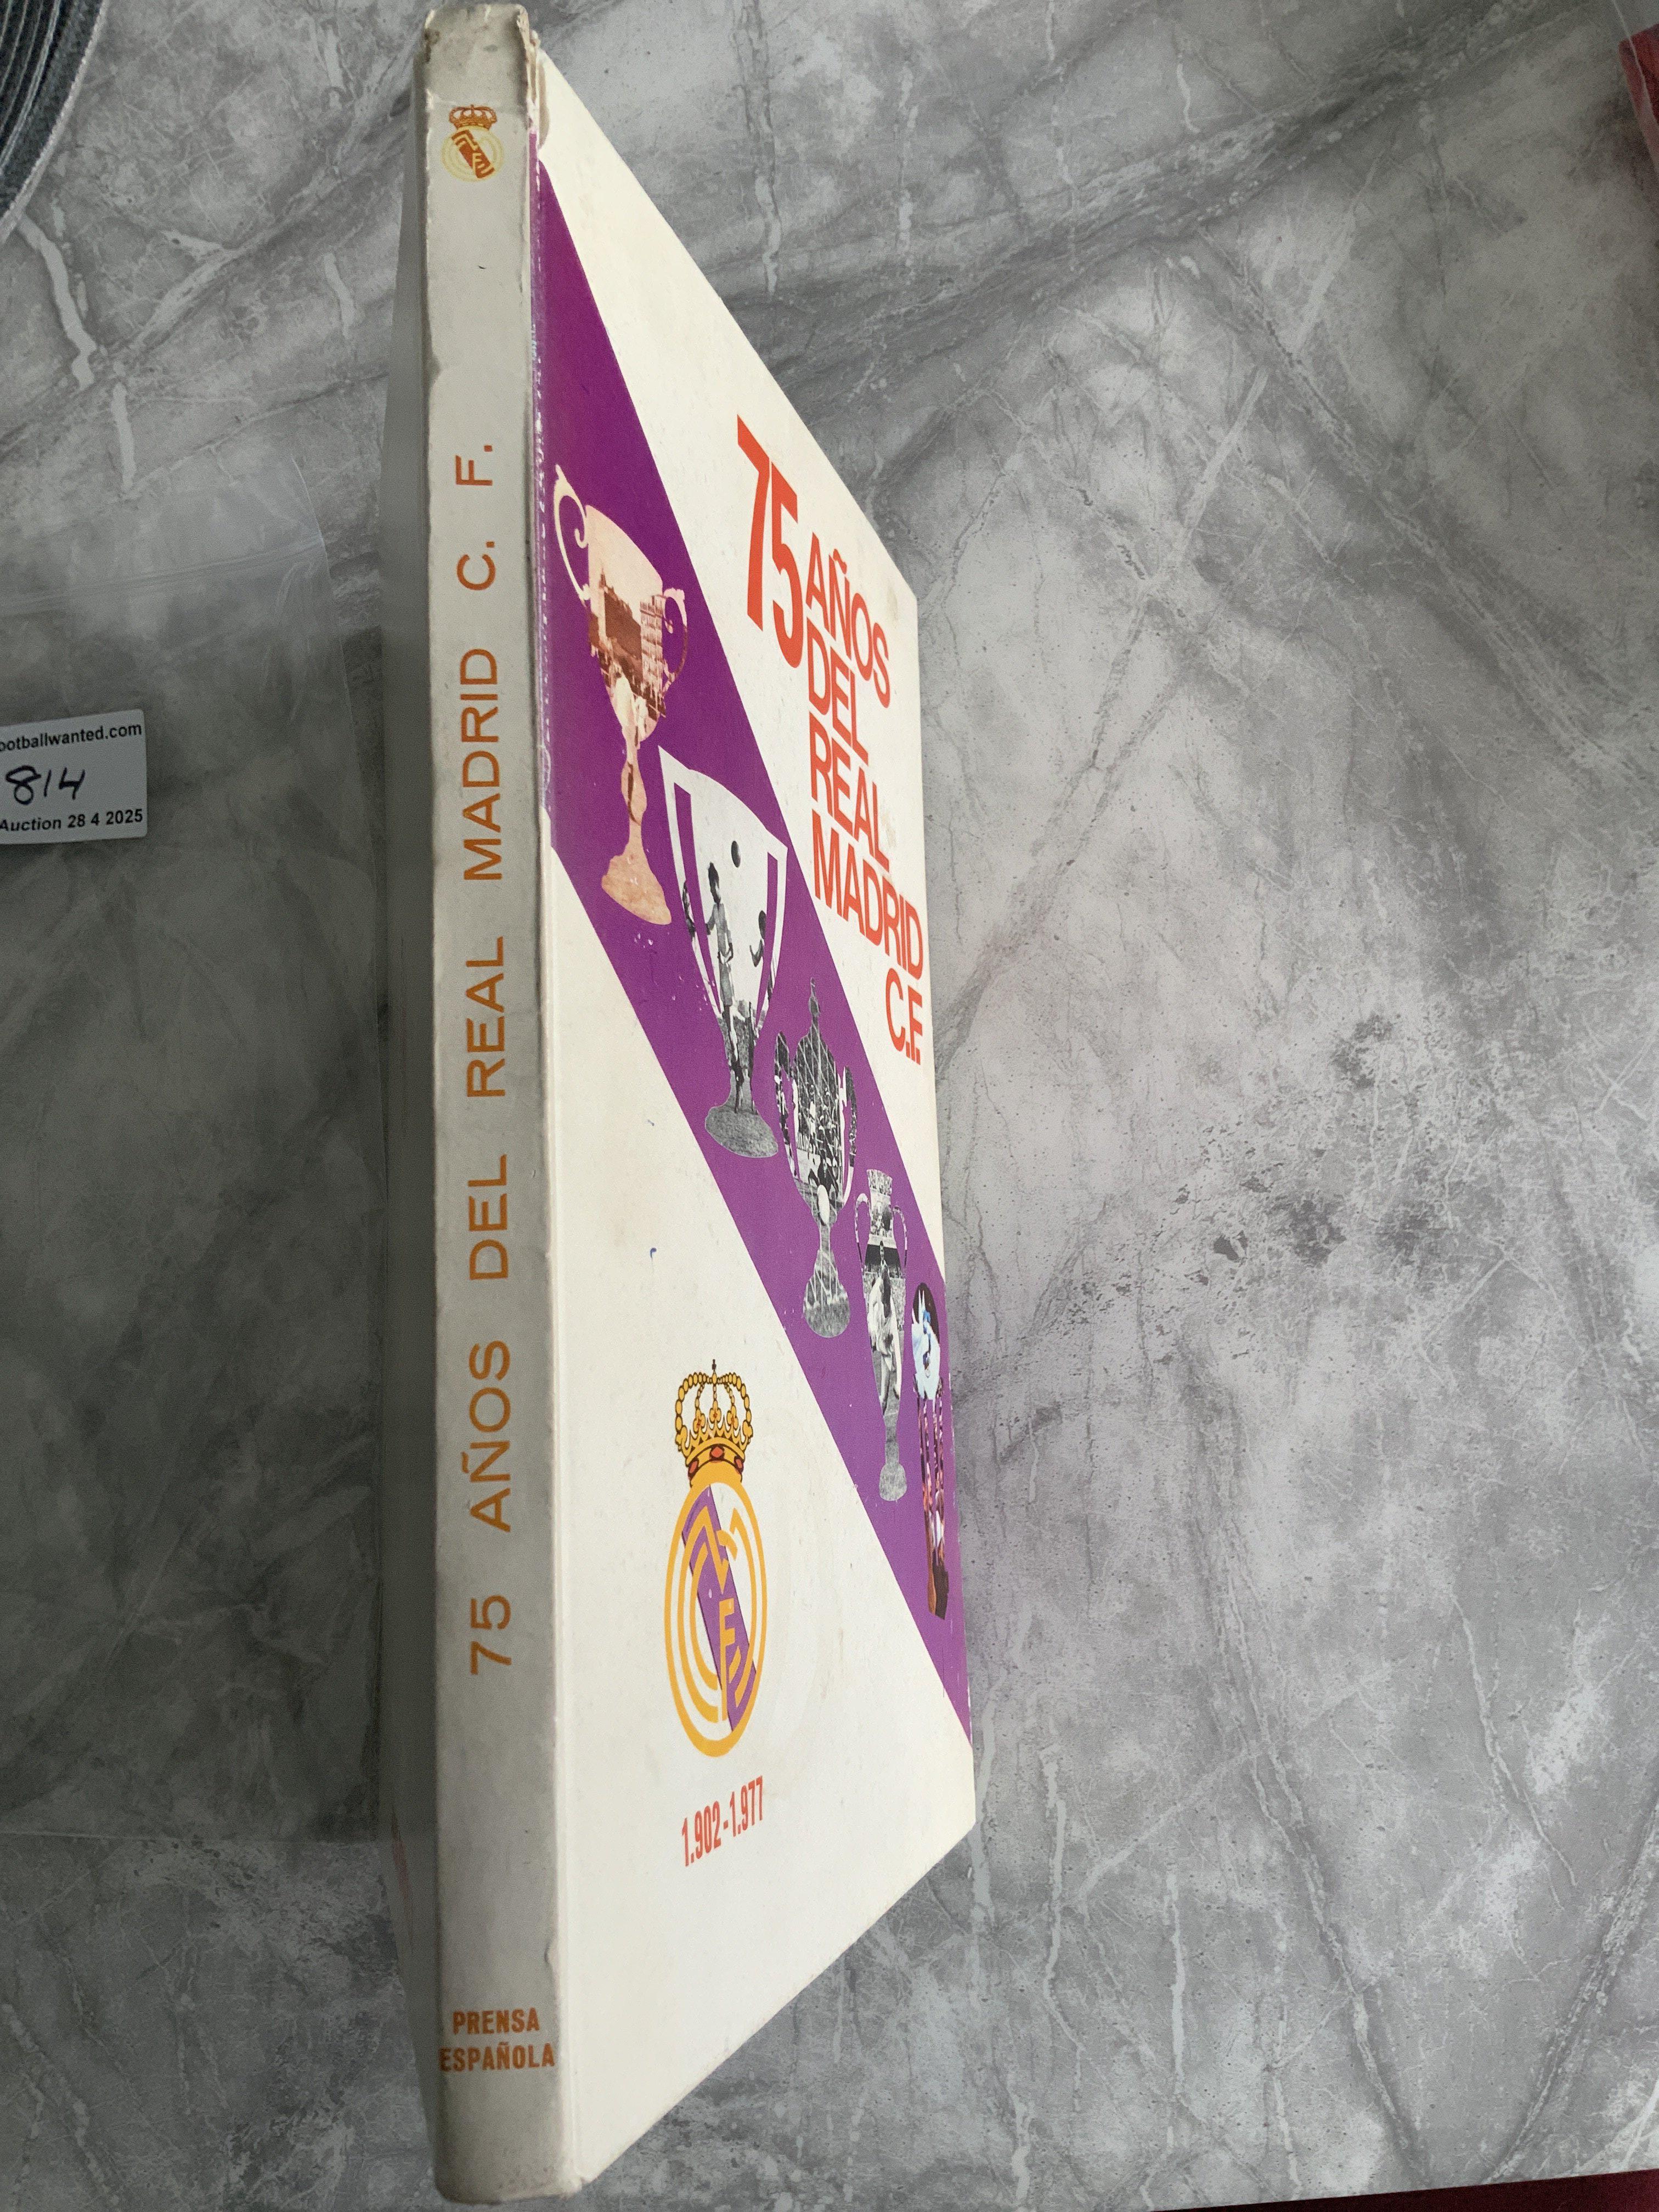 75 AÑOS DEL REAL MADRID C. F.
PRENSA
ESPAÑOLA
75 AÑOS
DEL
REAL
MADRID
C.F.
1.902-1.977
ootballwanted.com
814
Auction 28 4 2025